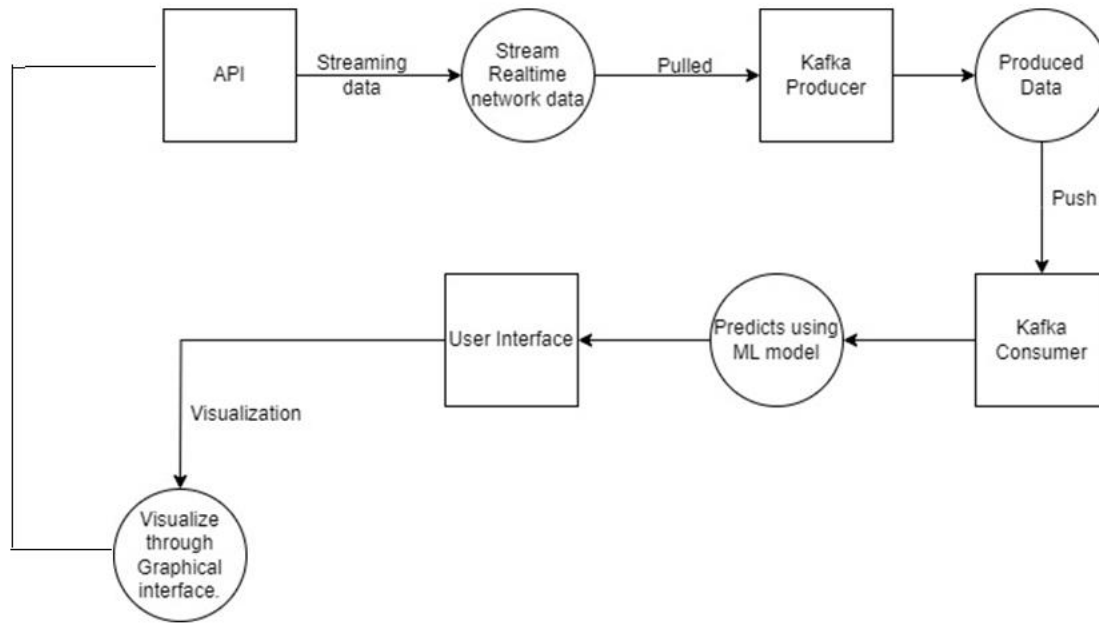 API
Streaming
data
Stream
Realtime
network data
Pulled
Kafka
Producer
Produced
Data
Push
User Interface
Predicts using
ML model
Kafka
Consumer
Visualization
Visualize
through
Graphical
interface.